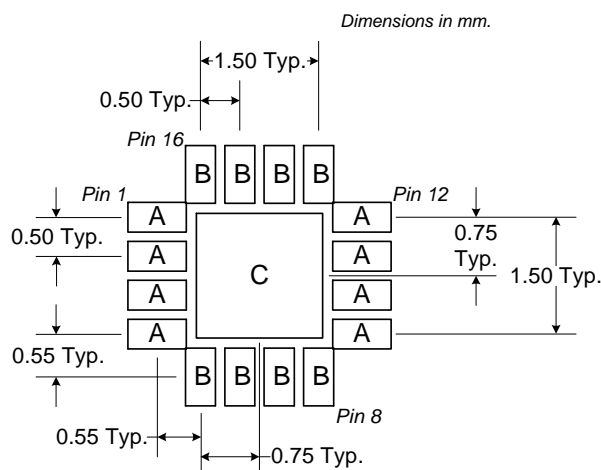 Dimensions in mm.
1.50 Typ.
0.50 Typ.
Pin 16
B B B B
Pin 1
Pin 12
A A
0.50 Typ.
0.75
Typ.
A A
C
1.50 Typ.
A A
A A
0.55 Typ.
B B B B
Pin 8
0.55 Typ.
0.75 Typ.